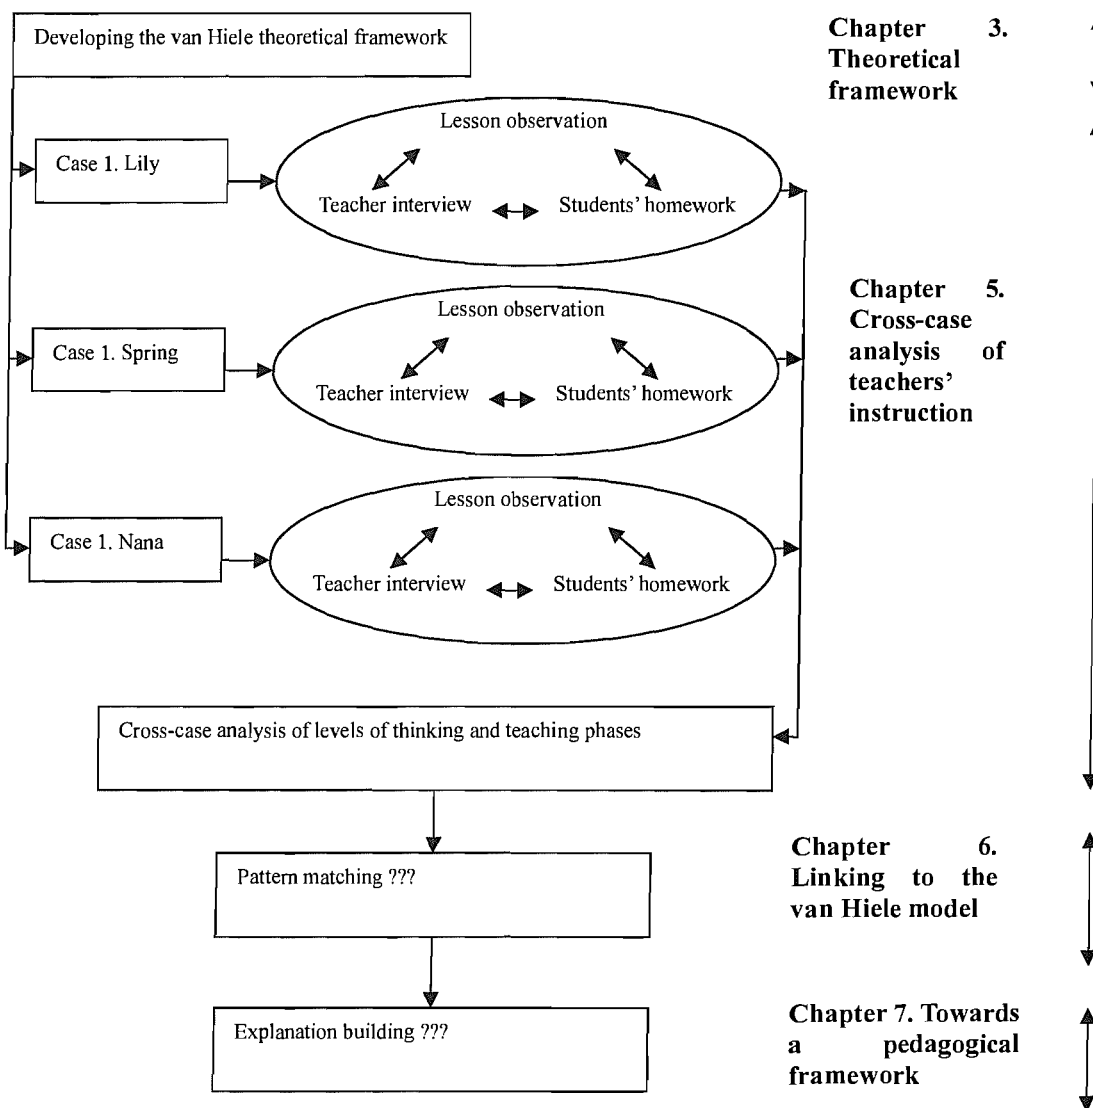 Developing the van Hiele theoretical framework
Chapter 3.
Theoretical
framework
Lesson observation
Case 1. Lily
Teacher interview
Students' homework
Chapter 5.
Cross-case
analysis of
teachers'
instruction
Lesson observation
Case 1. Spring
Teacher interview
Students' homework
Lesson observation
Case 1. Nana
Teacher interview
Students' homework
Cross-case analysis of levels of thinking and teaching phases
Chapter 6.
Linking to the
van Hiele model
Pattern matching ???
Chapter 7. Towards
a pedagogical
framework
Explanation building ???